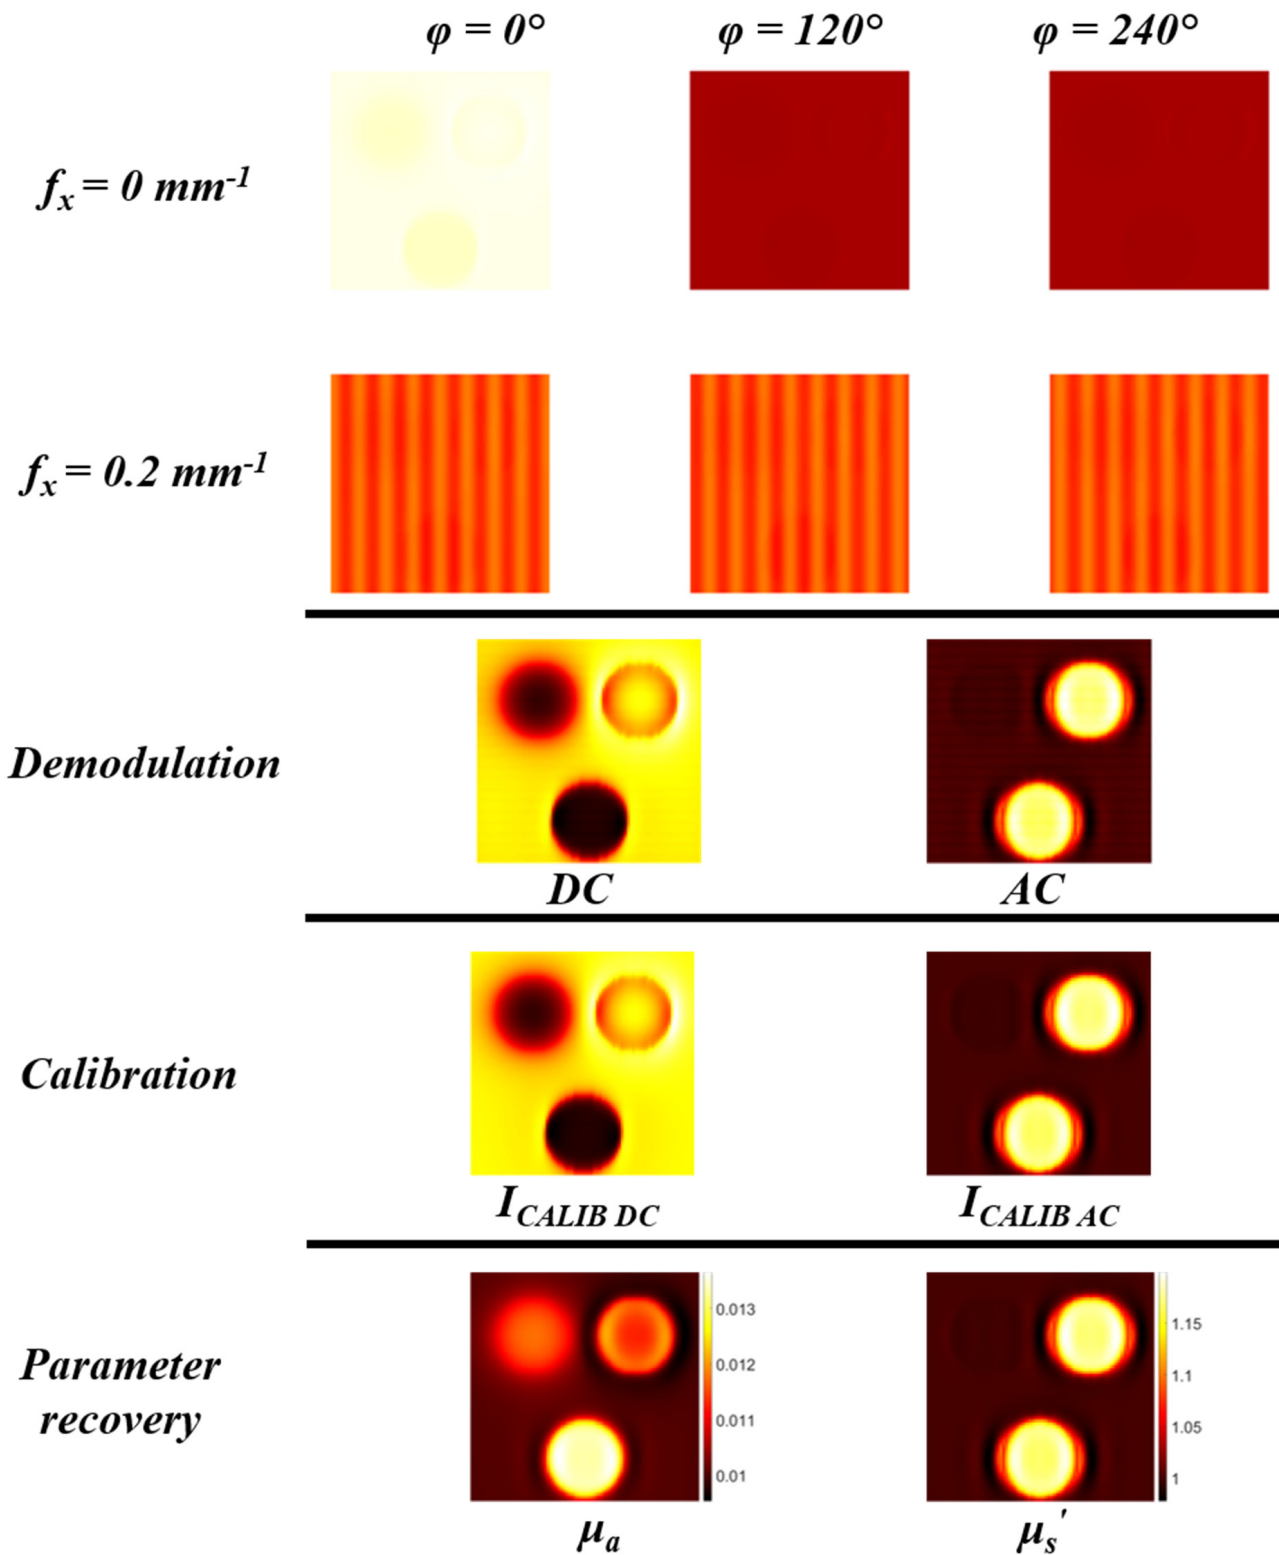 φ = 0° φ = 120° φ = 240°
fx = 0 mm-1
fx = 0.2 mm-1
Demodulation
DC AC
Calibration
ICALIB DC ICALIB AC
0.013
0.012
0.011
0.01
1.15
1.1
1.05
1
Parameter
recovery
μa μs'